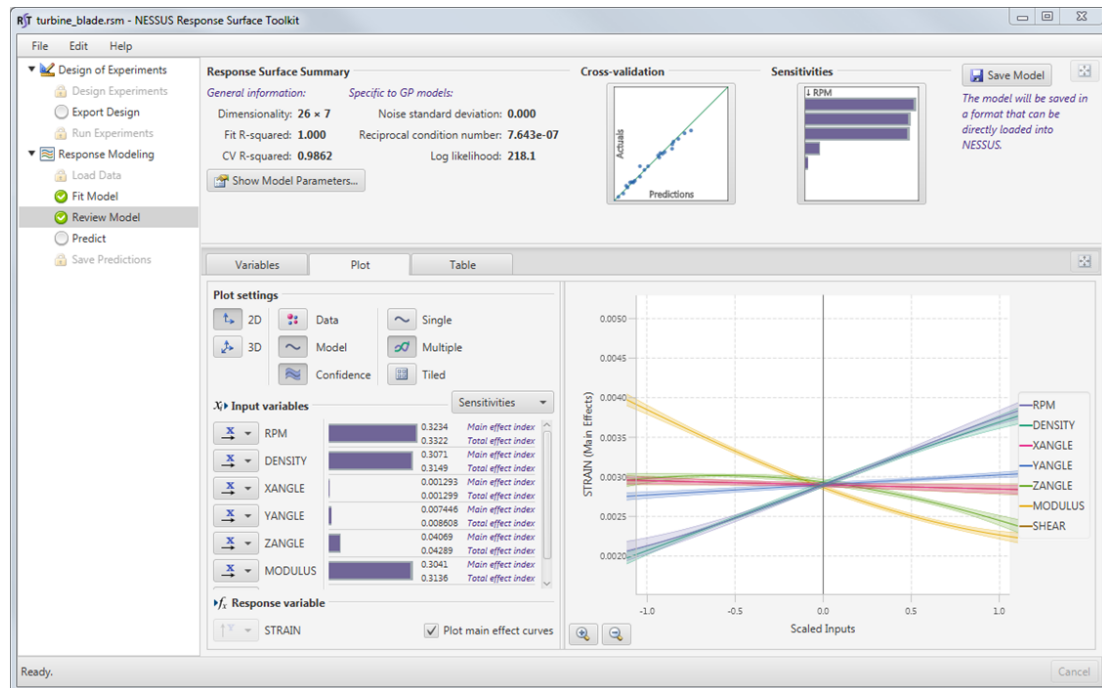 turbine_blade.rsm - NESSUS Response Surface Toolkit
File Edit Help
Design of Experiments
Design Experiments
Export Design
Run Experiments
Response Modeling
Load Data
Fit Model
Review Model
Predict
Save Predictions
Response Surface Summary
General information: Specific to GP models:
Dimensionality: 26 × 7 Noise standard deviation: 0.000
Fit R-squared: 1.000 Reciprocal condition number: 7.643e-07
CV R-squared: 0.9862 Log likelihood: 218.1
Show Model Parameters...
Cross-validation
Actuals
Predictions
Sensitivities
↓ RPM
Save Model
The model will be saved in
a format that can be
directly loaded into
NESSUS.
Variables Plot Table
Plot settings
2D Data Single
3D Model Multiple
Confidence Tiled
Input variables Sensitivities
RPM 0.3234 Main effect index
0.3322 Total effect index
DENSITY 0.3071 Main effect index
0.3149 Total effect index
XANGLE 0.001293 Main effect index
0.001299 Total effect index
YANGLE 0.007446 Main effect index
0.008608 Total effect index
ZANGLE 0.04069 Main effect index
0.04289 Total effect index
MODULUS 0.3041 Main effect index
0.3136 Total effect index
Response variable
STRAIN Plot main effect curves
STRAIN (Main Effects)
0.0050
0.0045
0.0040
0.0035
0.0030
0.0025
0.0020
-1.0 -0.5 0.0 0.5 1.0
Scaled Inputs
RPM
DENSITY
XANGLE
YANGLE
ZANGLE
MODULUS
SHEAR
Ready. Cancel